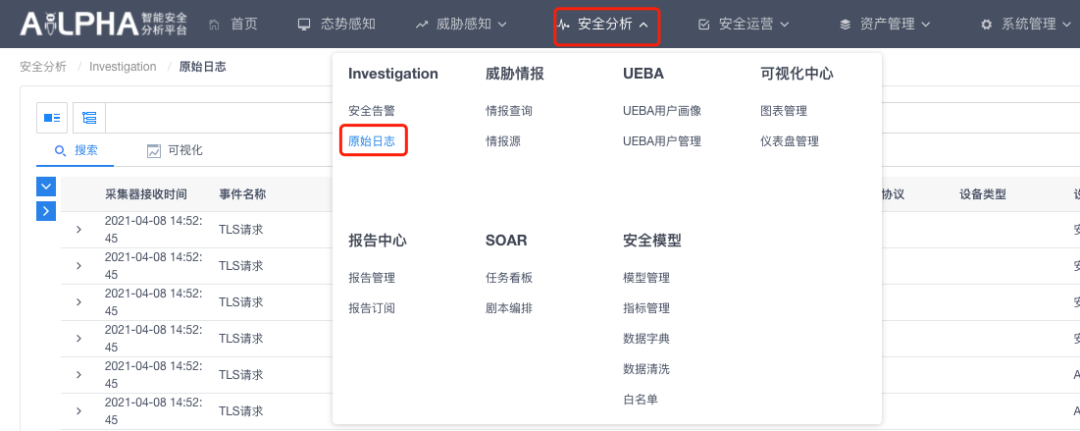 AiLPHA 智能安全分析平台 首页 态势感知 威胁感知 安全分析 安全运营 资产管理 系统管理
安全分析 / Investigation / 原始日志
Investigation 威胁情报 UEBA 可视化中心
安全告警 情报查询 UEBA用户画像 图表管理
原始日志 情报源 UEBA用户管理 仪表盘管理
搜索 可视化
采集器接收时间 事件名称 协议 设备类型
2021-04-08 14:52:45 TLS请求
报告中心 SOAR 安全模型
2021-04-08 14:52:45 TLS请求
报告管理 任务看板 模型管理
2021-04-08 14:52:45 TLS请求
报告订阅 剧本编排 指标管理
2021-04-08 14:52:45 TLS请求
数据字典
2021-04-08 14:52:45 TLS请求
数据清洗
2021-04-08 14:52:45 TLS请求
白名单